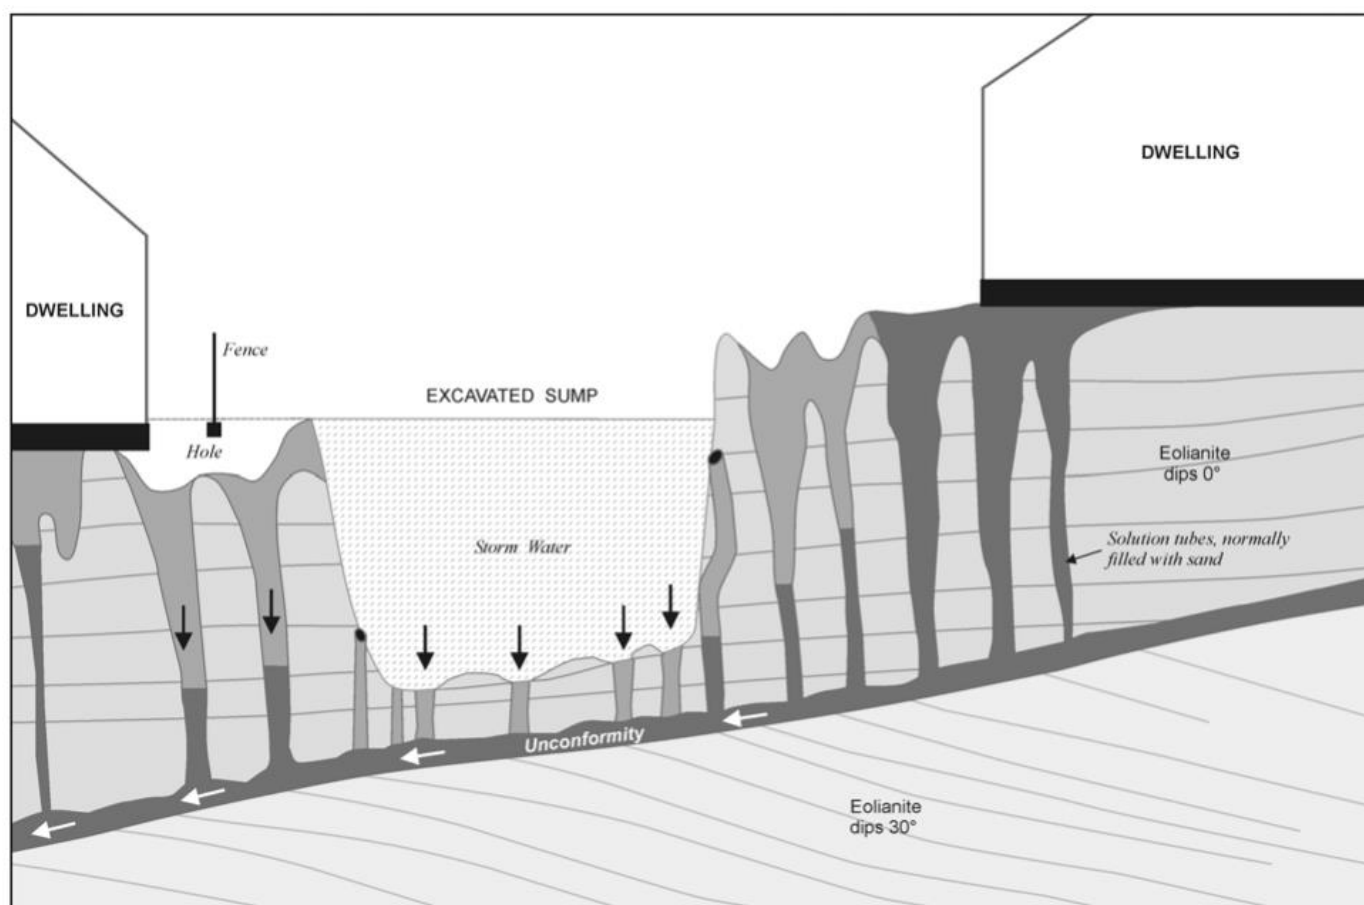 DWELLING
DWELLING
Fence
EXCAVATED SUMP
Hole
Eolianite
dips 0°
Storm Water
Solution tubes, normally
filled with sand
Unconformity
Eolianite
dips 30°